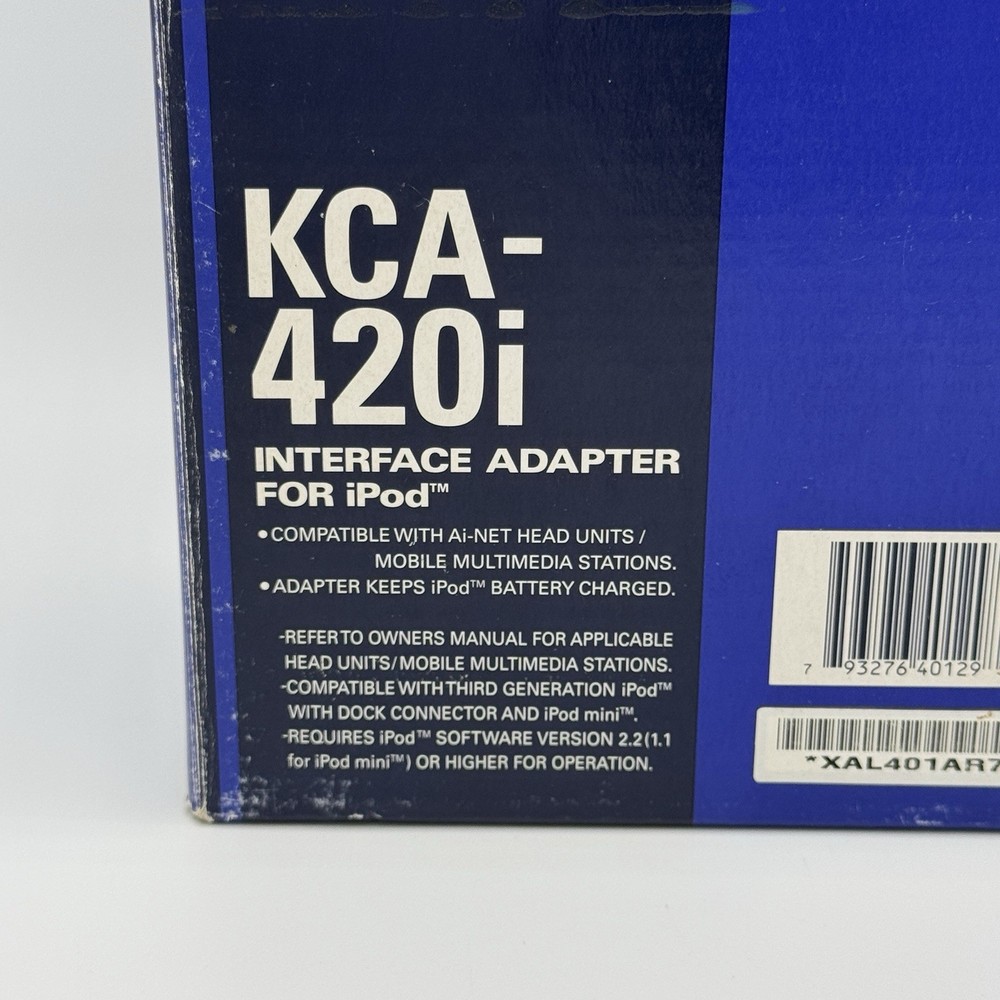 KCA-
420i
INTERFACE ADAPTER
FOR iPod™
•COMPATIBLE WITH Ai-NET HEAD UNITS /
MOBILE MULTIMEDIA STATIONS.
•ADAPTER KEEPS iPod™ BATTERY CHARGED.
-REFER TO OWNERS MANUAL FOR APPLICABLE
HEAD UNITS/MOBILE MULTIMEDIA STATIONS.
-COMPATIBLE WITH THIRD GENERATION iPod™
WITH DOCK CONNECTOR AND iPod mini™.
-REQUIRES iPod™ SOFTWARE VERSION 2.2(1.1
for iPod mini™) OR HIGHER FOR OPERATION.
7 93276 40129
*XAL401AR7